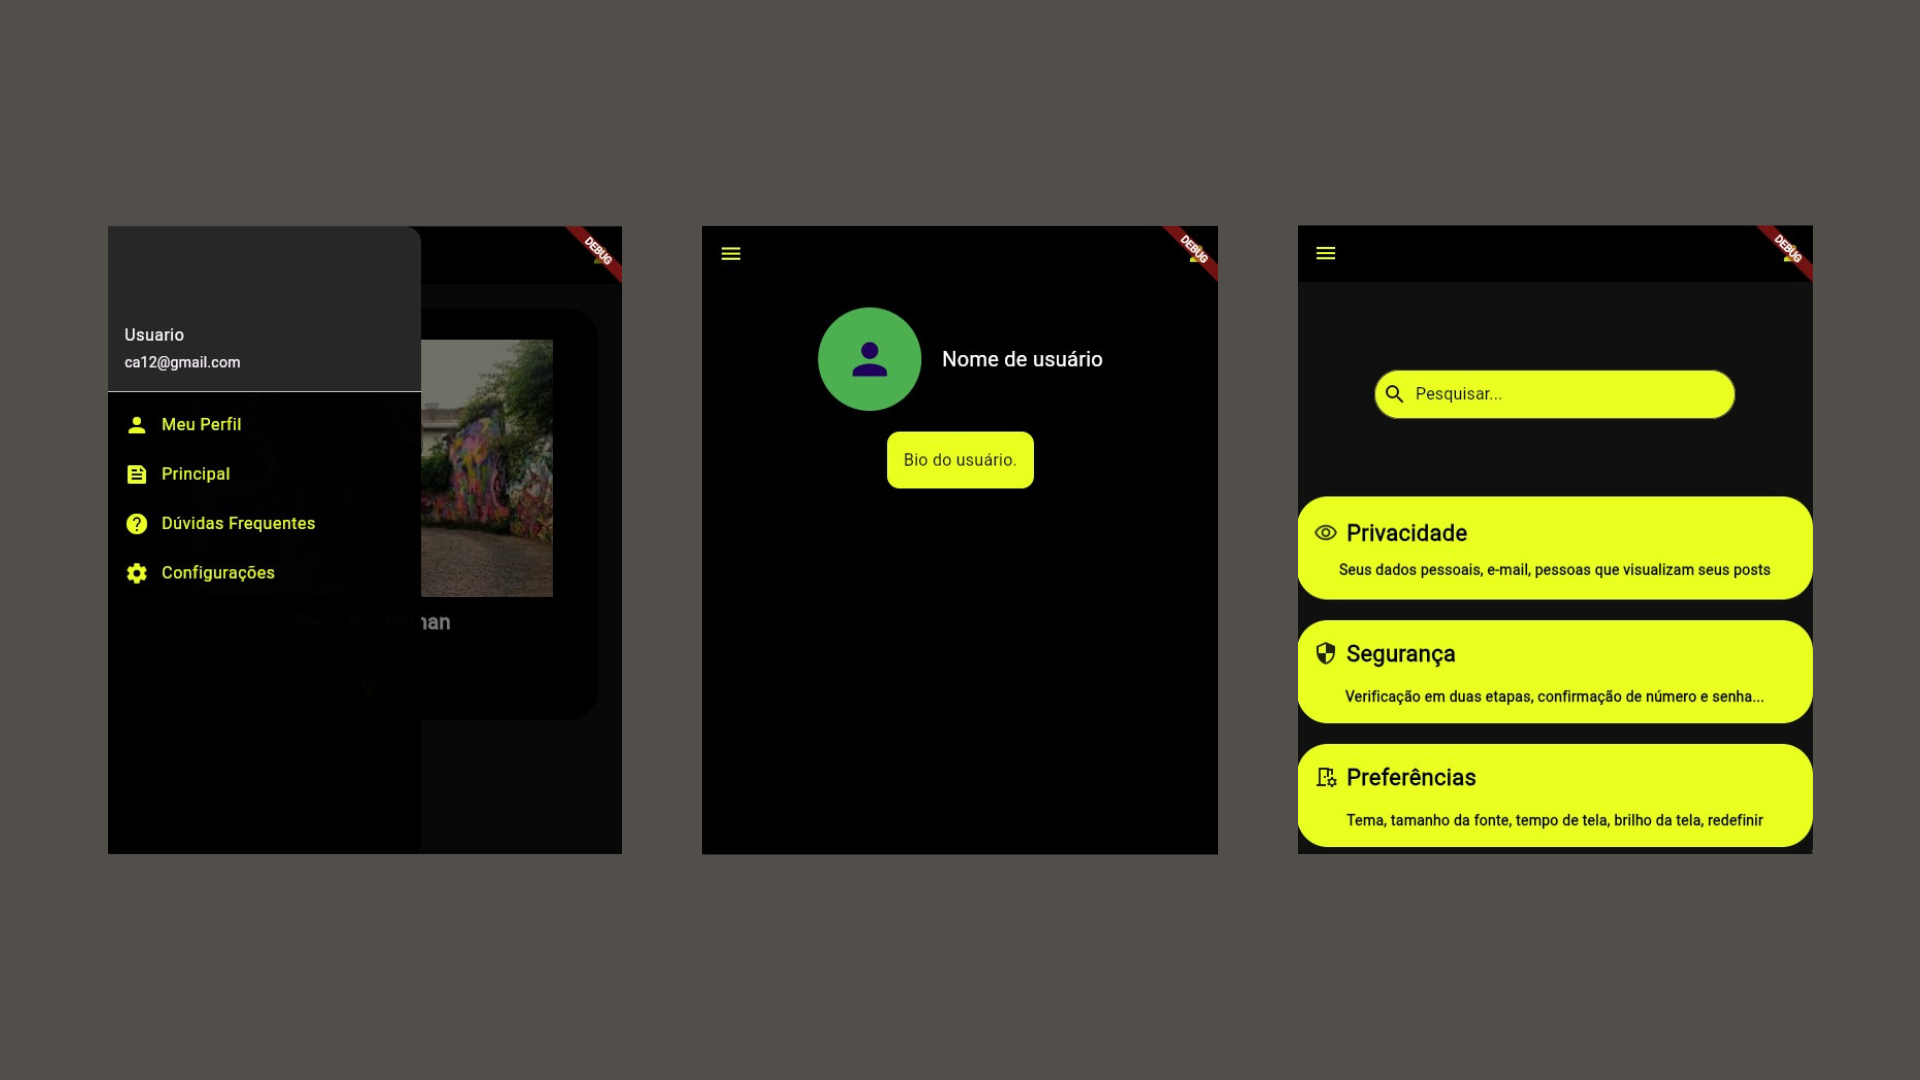 DEBUG
Usuario
ca12@gmail.com
Meu Perfil
Principal
Dúvidas Frequentes
Configurações
DEBUG
Nome de usuário
Bio do usuário.
DEBUG
Pesquisar...
Privacidade
Seus dados pessoais, e-mail, pessoas que visualizam seus posts
Segurança
Verificação em duas etapas, confirmação de número e senha...
Preferências
Tema, tamanho da fonte, tempo de tela, brilho da tela, redefinir